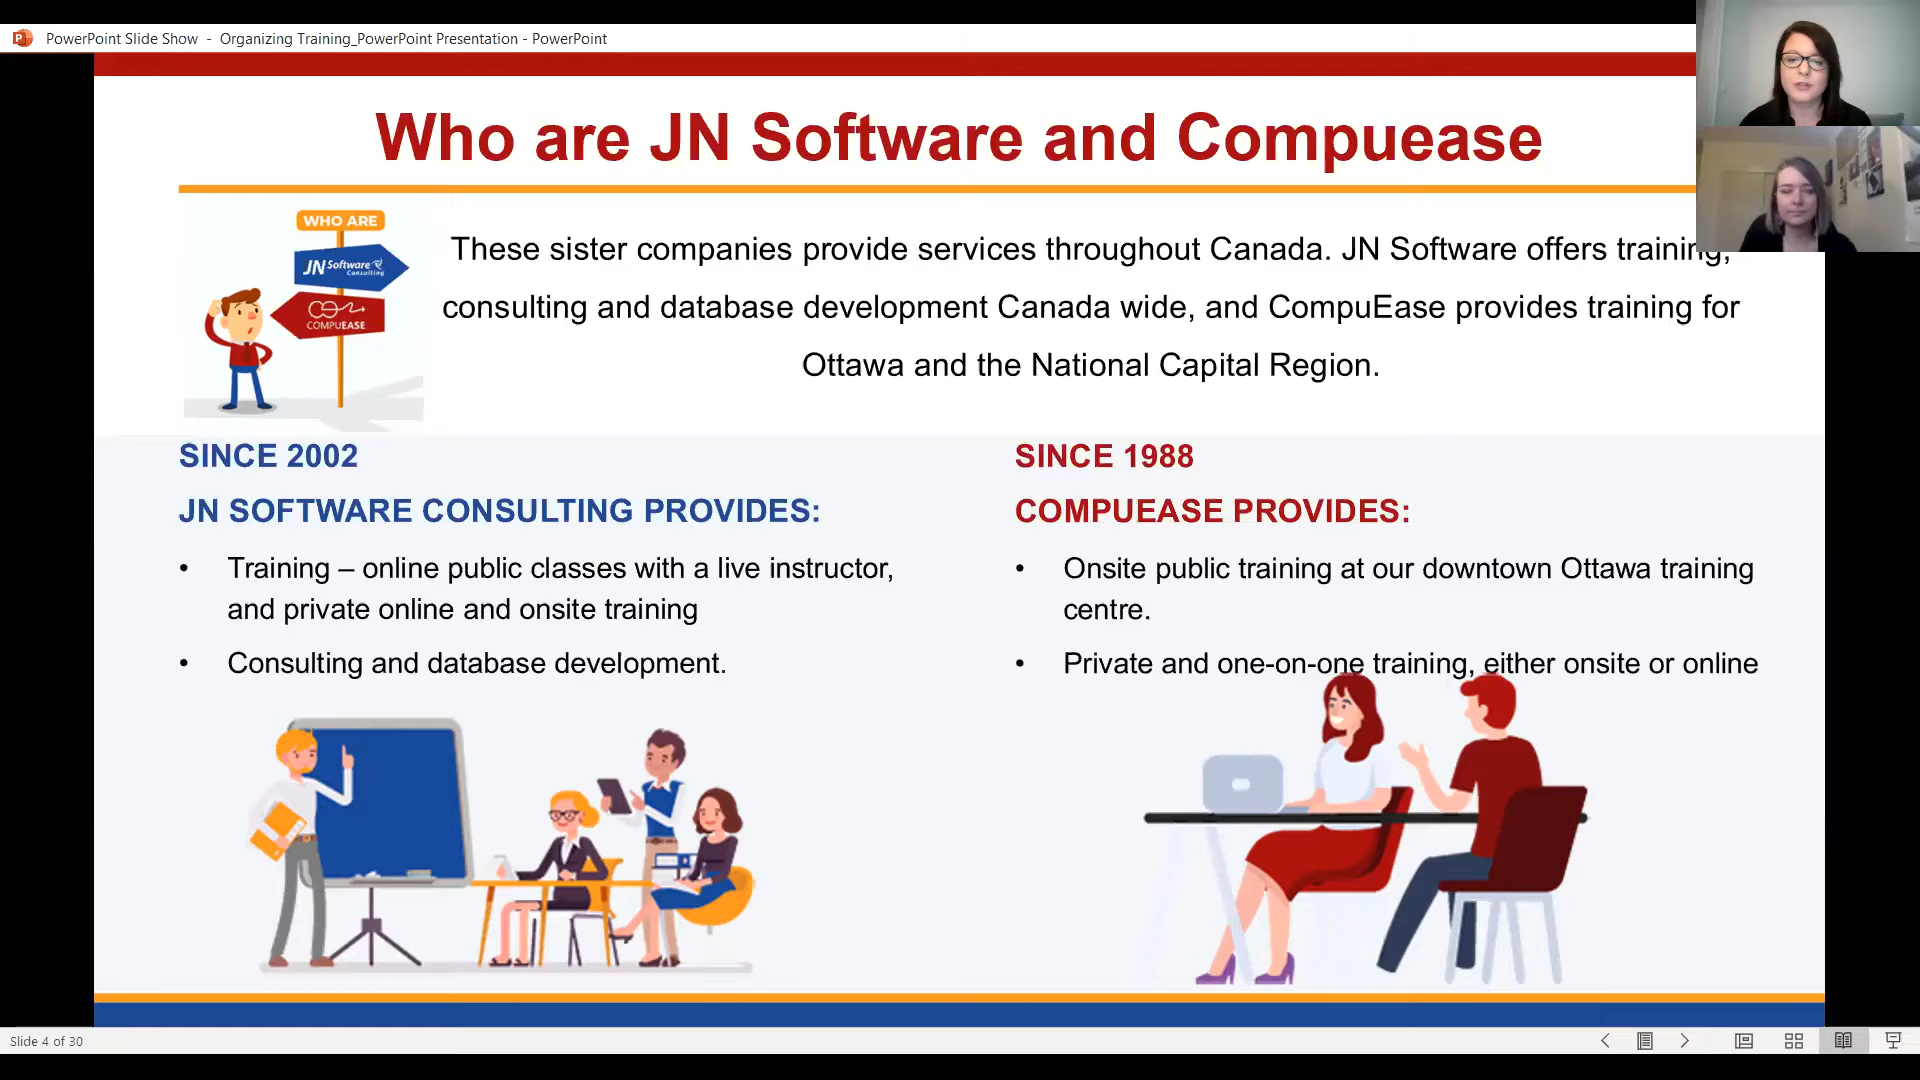 PowerPoint Slide Show - Organizing Training_PowerPoint Presentation - PowerPoint
Who are JN Software and Compuease
WHO ARE
JN Software
Consulting
COMPUEASE
These sister companies provide services throughout Canada. JN Software offers training,
consulting and database development Canada wide, and CompuEase provides training for
Ottawa and the National Capital Region.
SINCE 2002
JN SOFTWARE CONSULTING PROVIDES:
• Training – online public classes with a live instructor,
and private online and onsite training
• Consulting and database development.
SINCE 1988
COMPUEASE PROVIDES:
• Onsite public training at our downtown Ottawa training
centre.
• Private and one-on-one training, either onsite or online
Slide 4 of 30